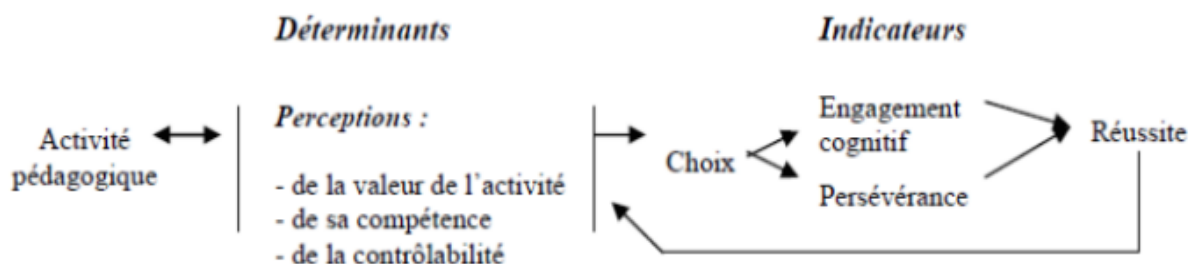 Déterminants
Indicateurs
Activité
pédagogique
Perceptions :
- de la valeur de l'activité
- de sa compétence
- de la contrôlabilité
Choix
Engagement
cognitif
Persévérance
Réussite